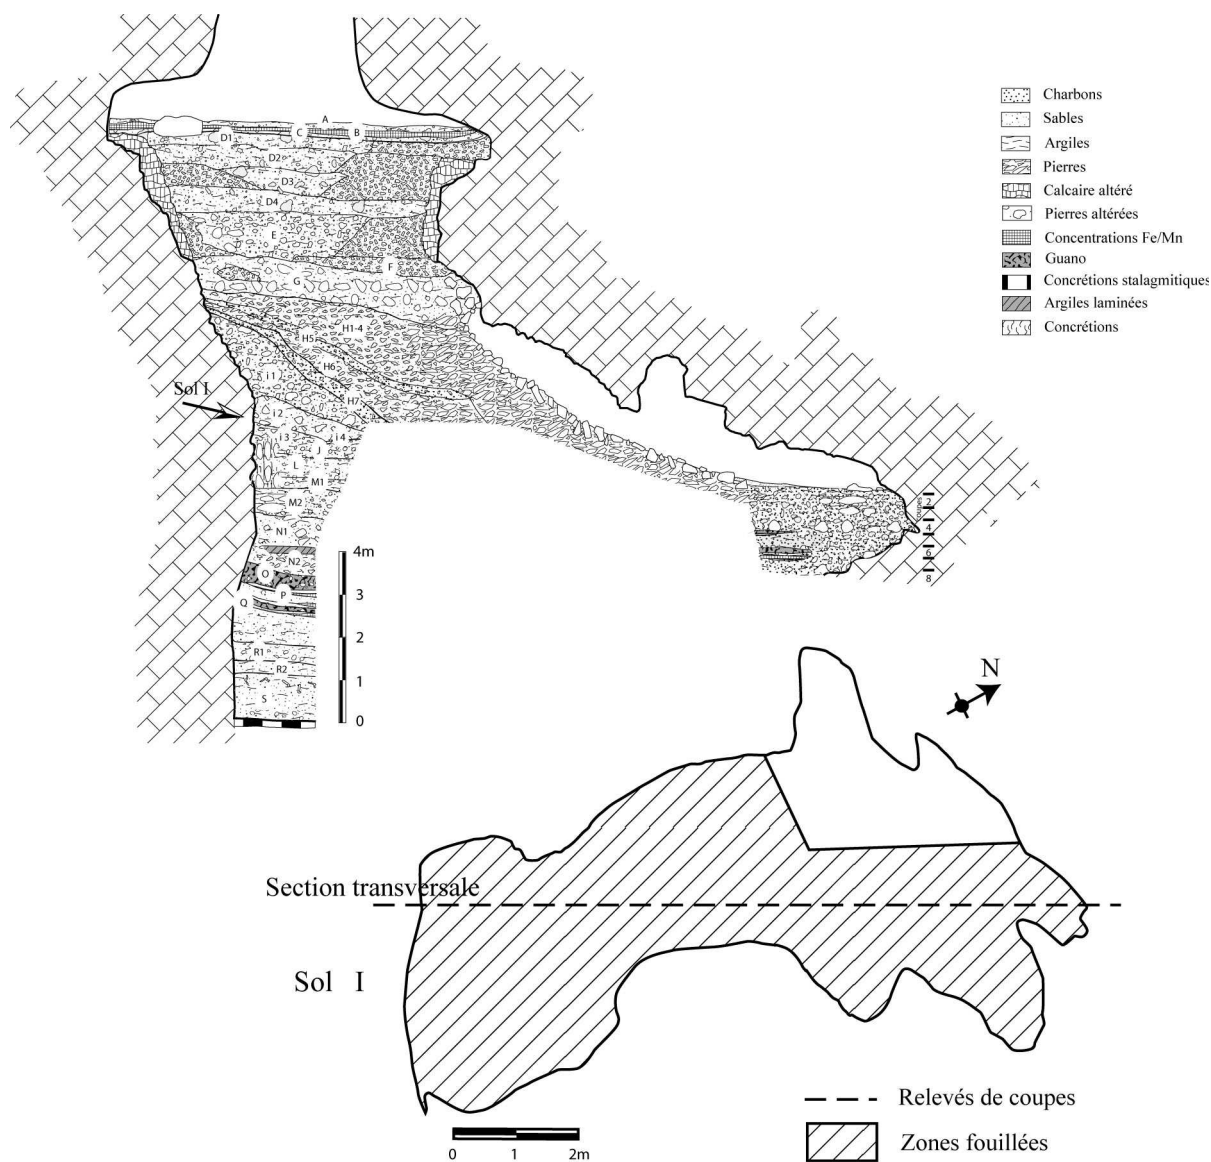 A
C
B
D1
D2
D3
D4
E
F
G
H1-4
H5
H6
H7
i1
i2
i3
i4
J
L
M1
M2
N1
N2
O
P
Q
R1
R2
S
Sol I
4m
3
2
1
0
coupes
2
4
6
8
Charbons
Sables
Argiles
Pierres
Calcaire altéré
Pierres altérées
Concentrations Fe/Mn
Guano
Concrétions stalagmitiques
Argiles laminées
Concrétions
N
Section transversale
Sol I
Relevés de coupes
Zones fouillées
0 1 2m